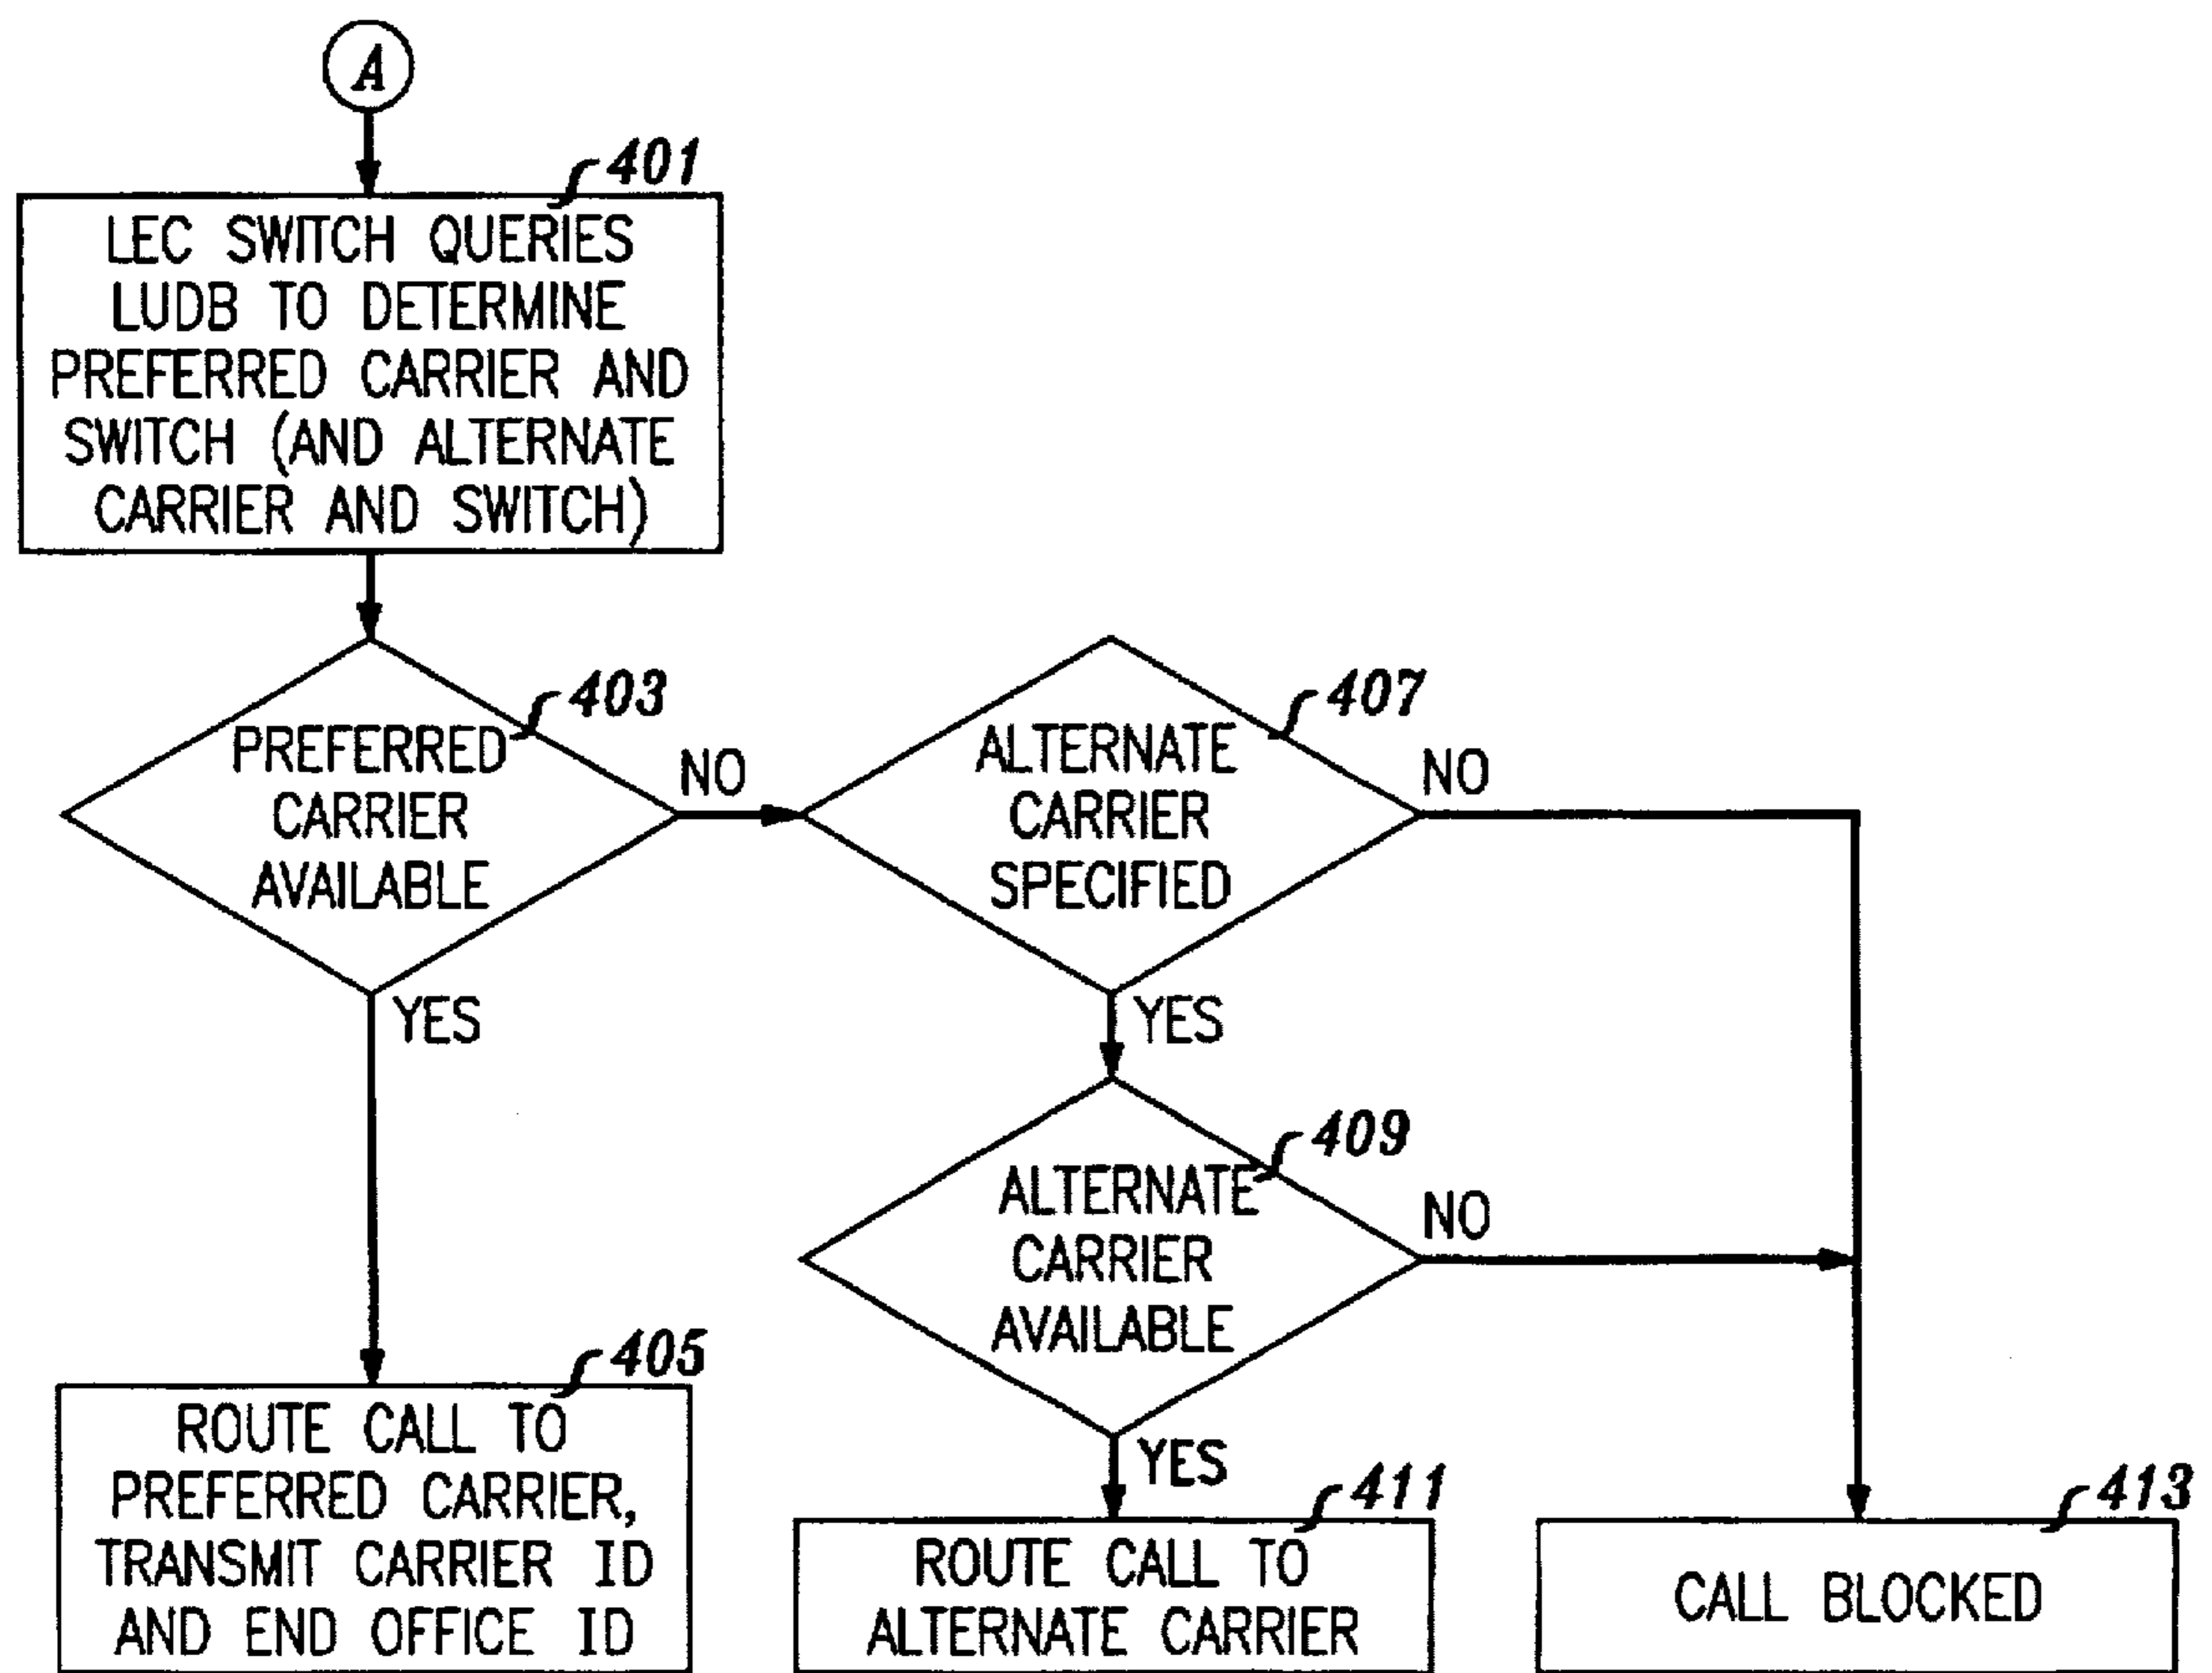 A
401
LEC SWITCH QUERIES
LUDB TO DETERMINE
PREFERRED CARRIER AND
SWITCH (AND ALTERNATE
CARRIER AND SWITCH)
403
PREFERRED
CARRIER
AVAILABLE
NO
YES
407
ALTERNATE
CARRIER
SPECIFIED
NO
YES
409
ALTERNATE
CARRIER
AVAILABLE
NO
YES
405
ROUTE CALL TO
PREFERRED CARRIER,
TRANSMIT CARRIER ID
AND END OFFICE ID
411
ROUTE CALL TO
ALTERNATE CARRIER
413
CALL BLOCKED